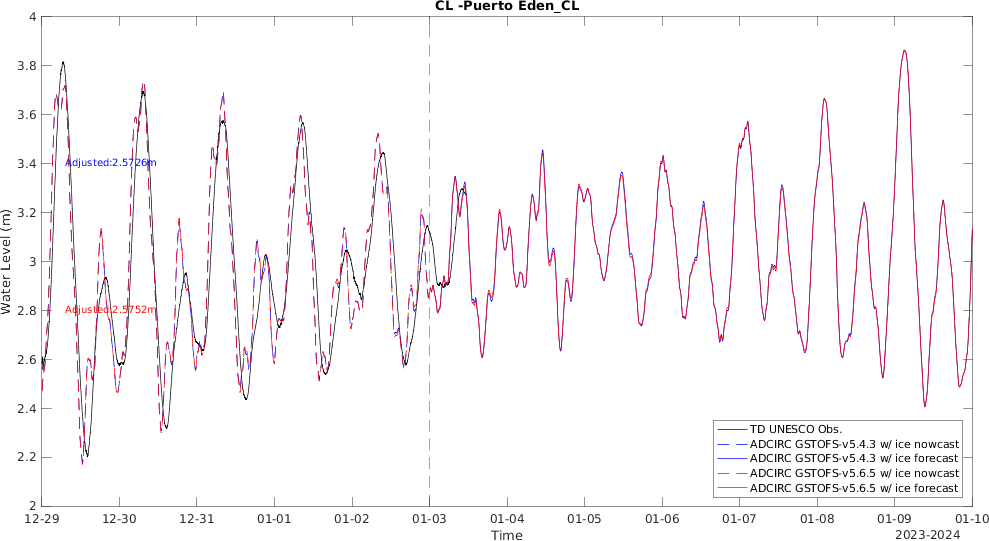 CL -Puerto Eden_CL
4
3.8
3.6
3.4
3.2
3
2.8
2.6
2.4
2.2
2
Water Level (m)
Adjusted:2.5726m
Adjusted:2.5752m
TD UNESCO Obs.
ADCIRC GSTOFS-v5.4.3 w/ ice nowcast
ADCIRC GSTOFS-v5.4.3 w/ ice forecast
ADCIRC GSTOFS-v5.6.5 w/ ice nowcast
ADCIRC GSTOFS-v5.6.5 w/ ice forecast
12-29 12-30 12-31 01-01 01-02 01-03 01-04 01-05 01-06 01-07 01-08 01-09 01-10
Time
2023-2024